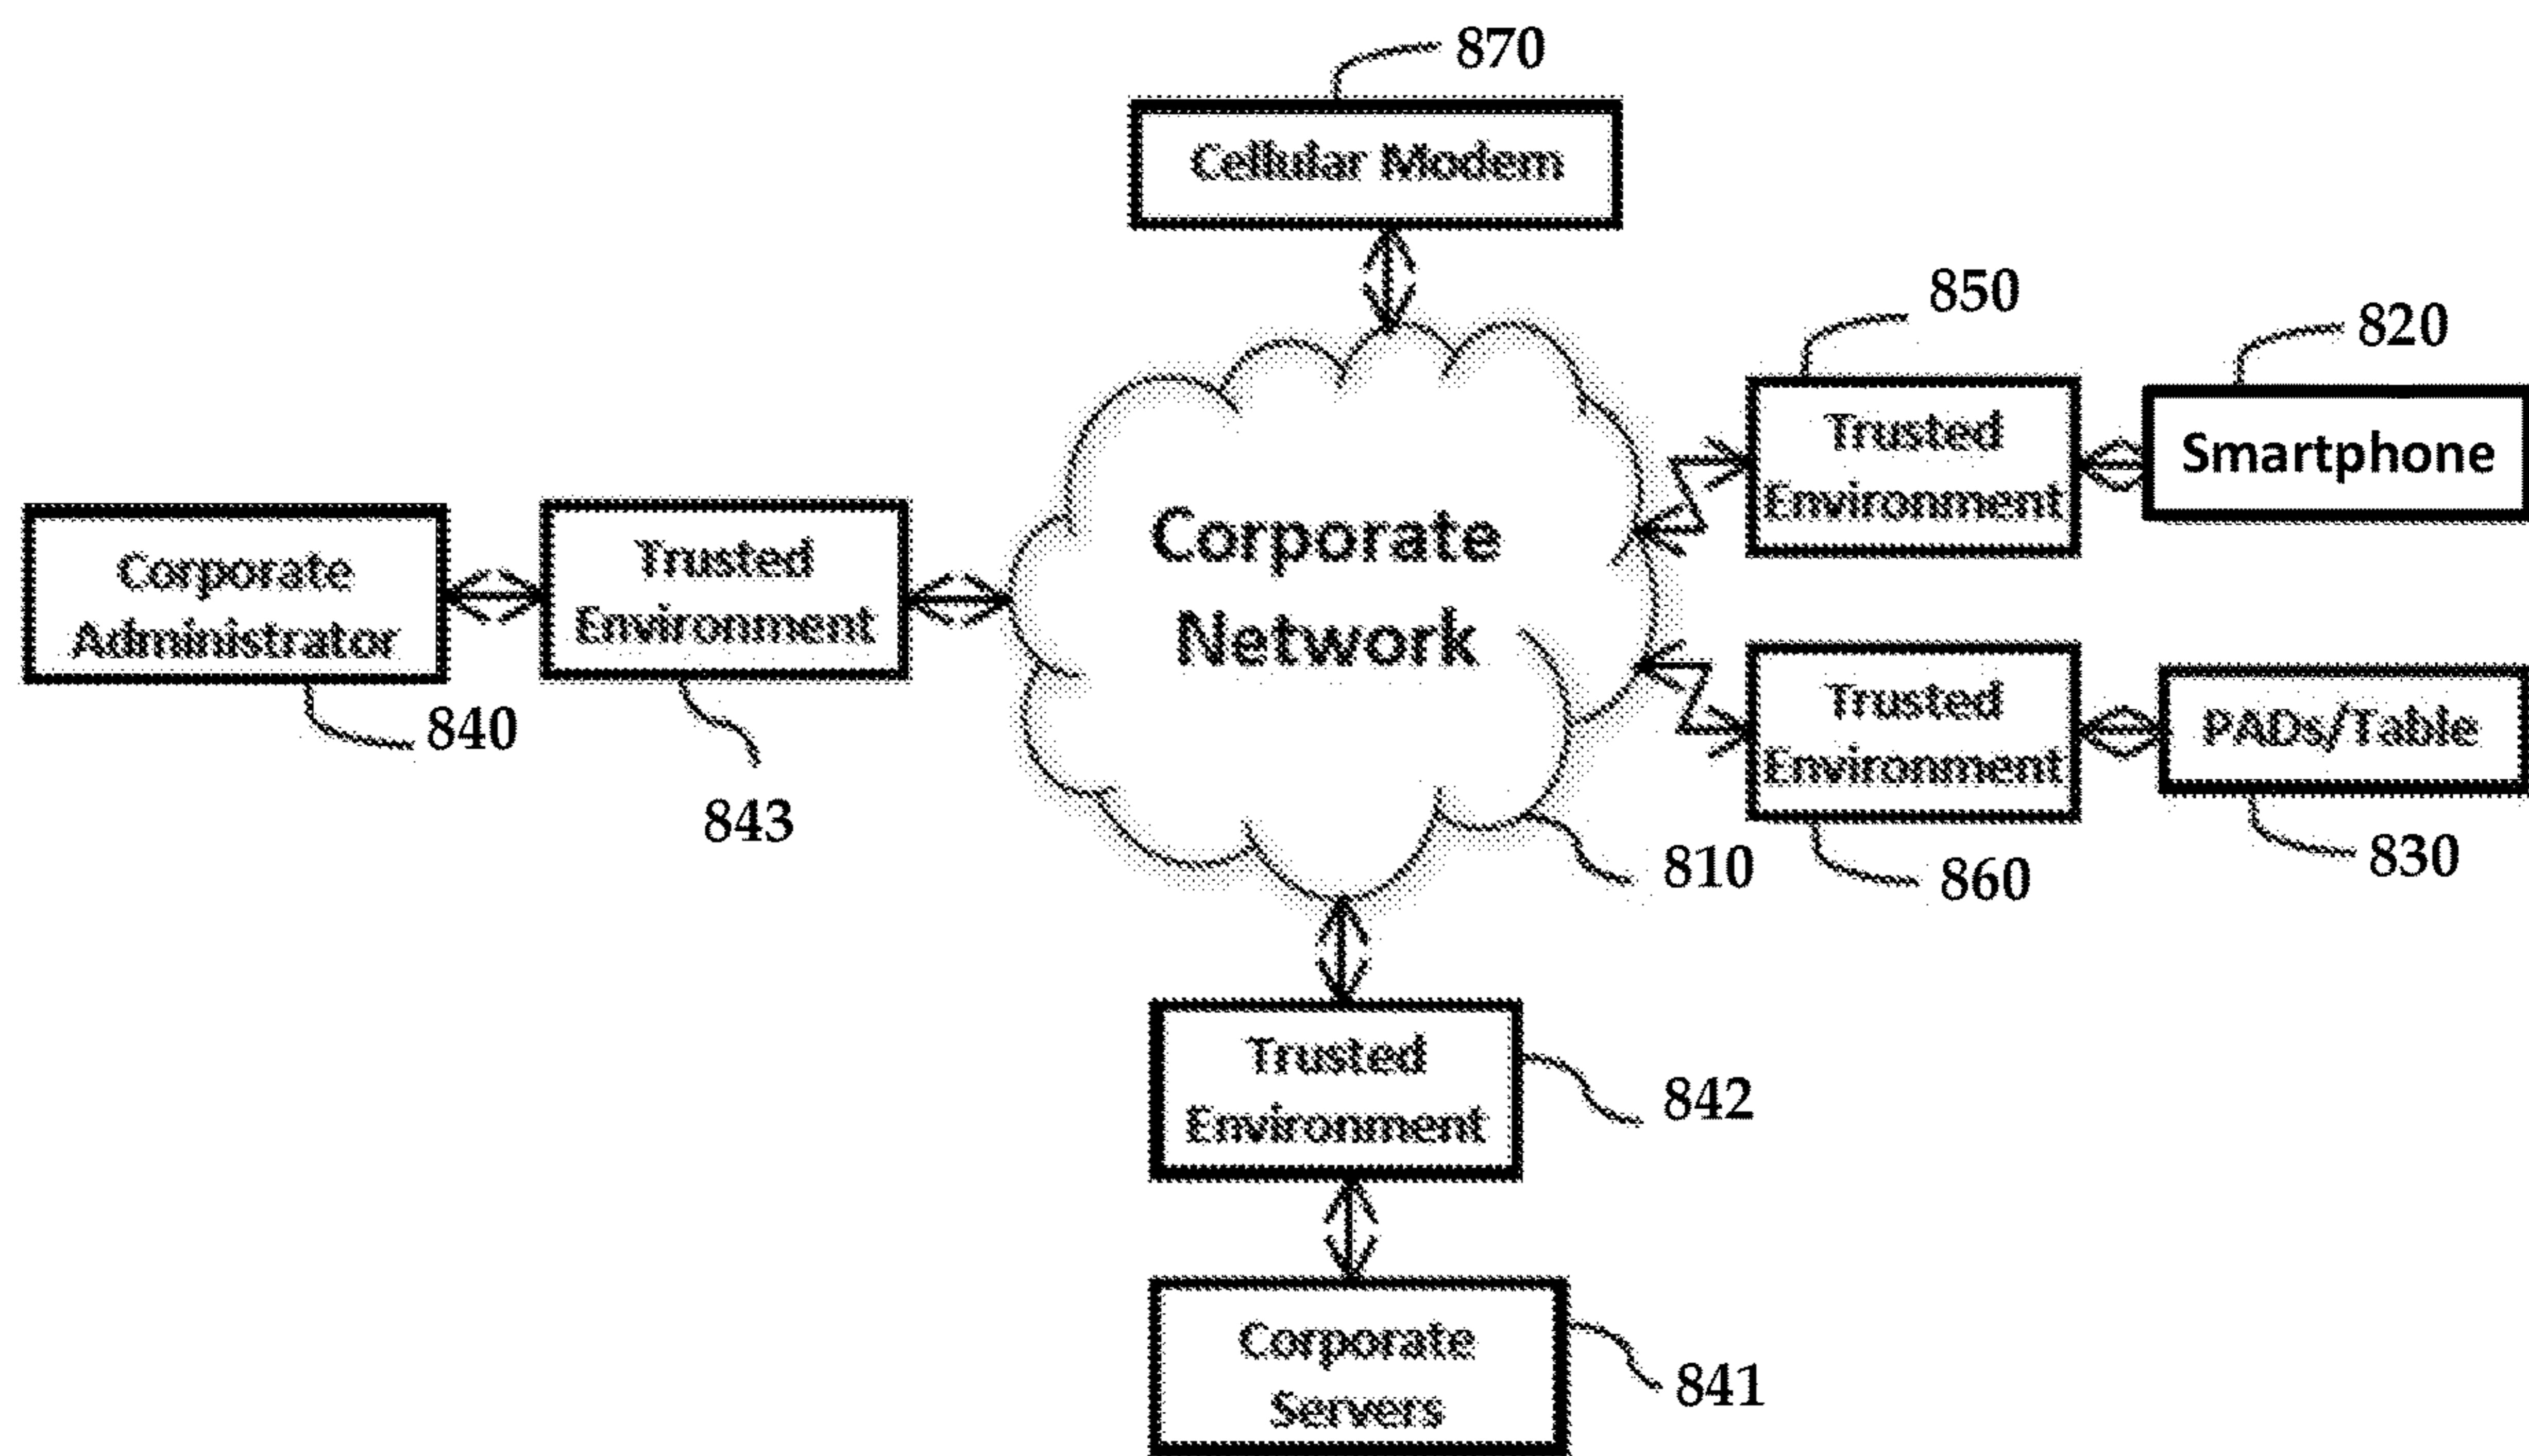 870
Cellular Modem
850
820
Trusted
Environment
Smartphone
Corporate
Administrator
Trusted
Environment
Corporate
Network
Trusted
Environment
PADs/Table
840
843
810
860
830
Trusted
Environment
842
Corporate
Servers
841